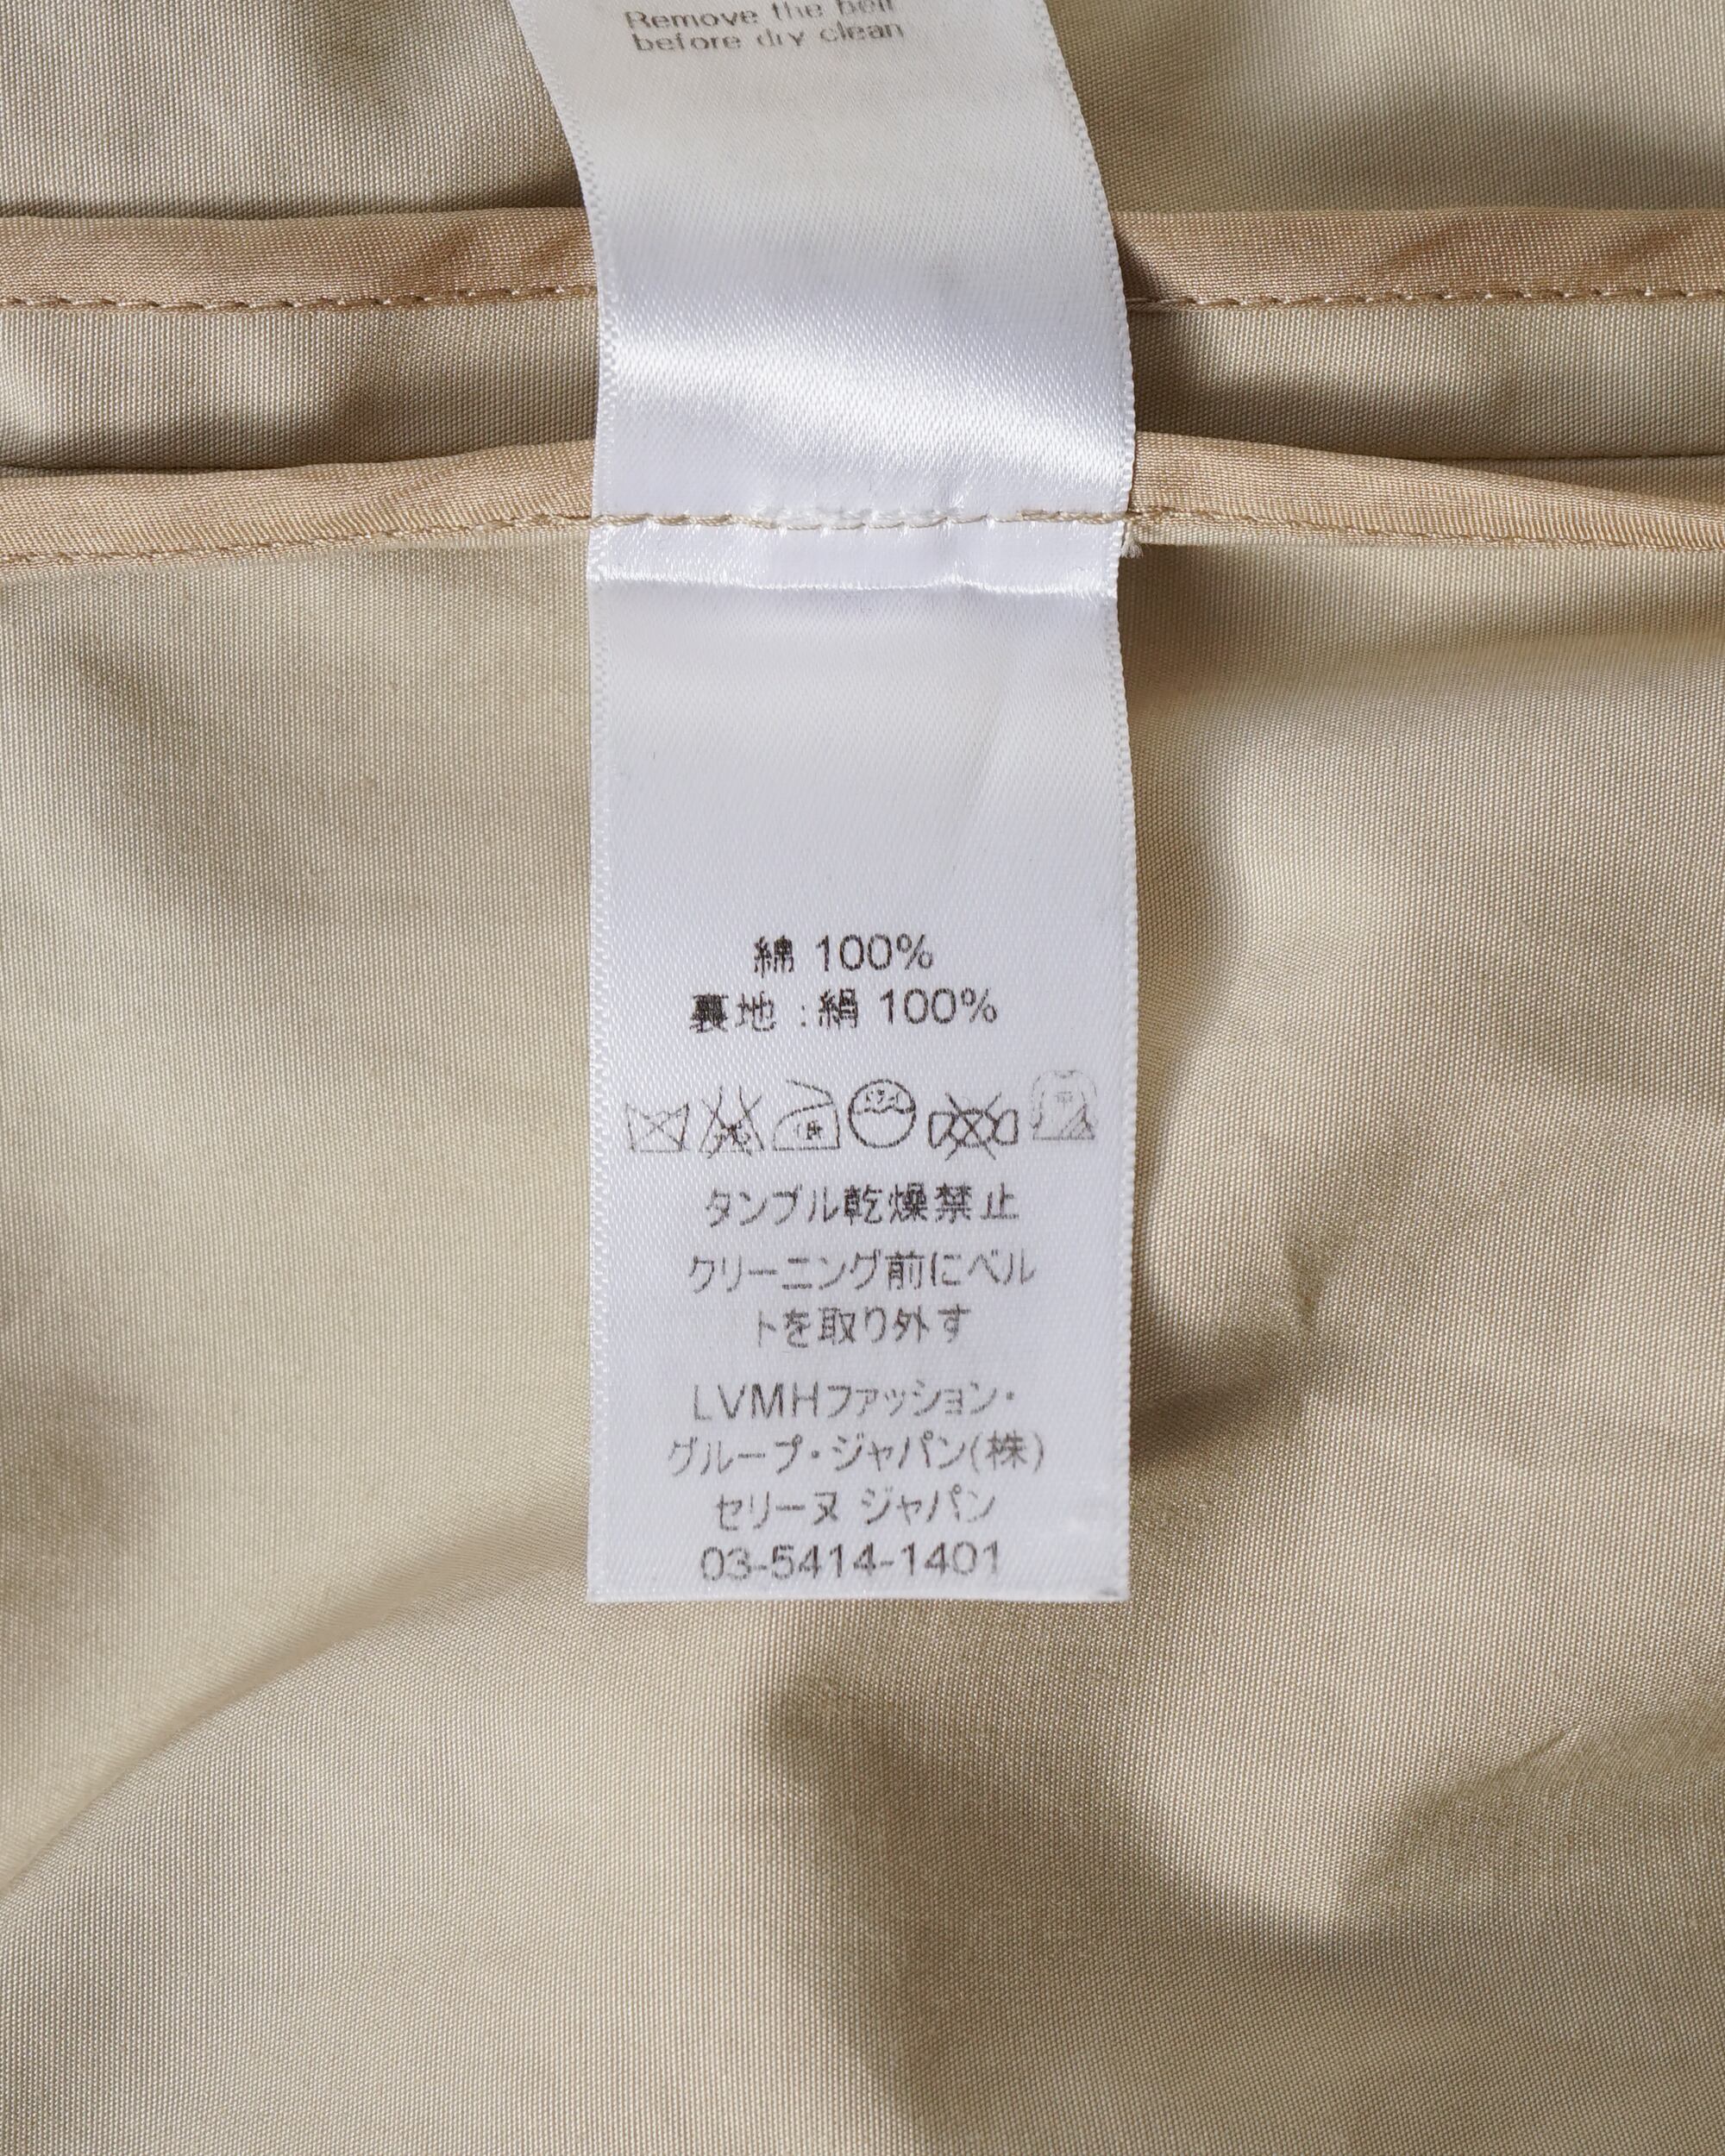 Remove the belt
before dry clean
綿 100%
裏地 :絹 100%
タンブル乾燥禁止
クリーニング前にベル
トを取り外す
LVMHファッション・
グループ・ジャパン(株)
セリーヌ ジャパン
03-5414-1401